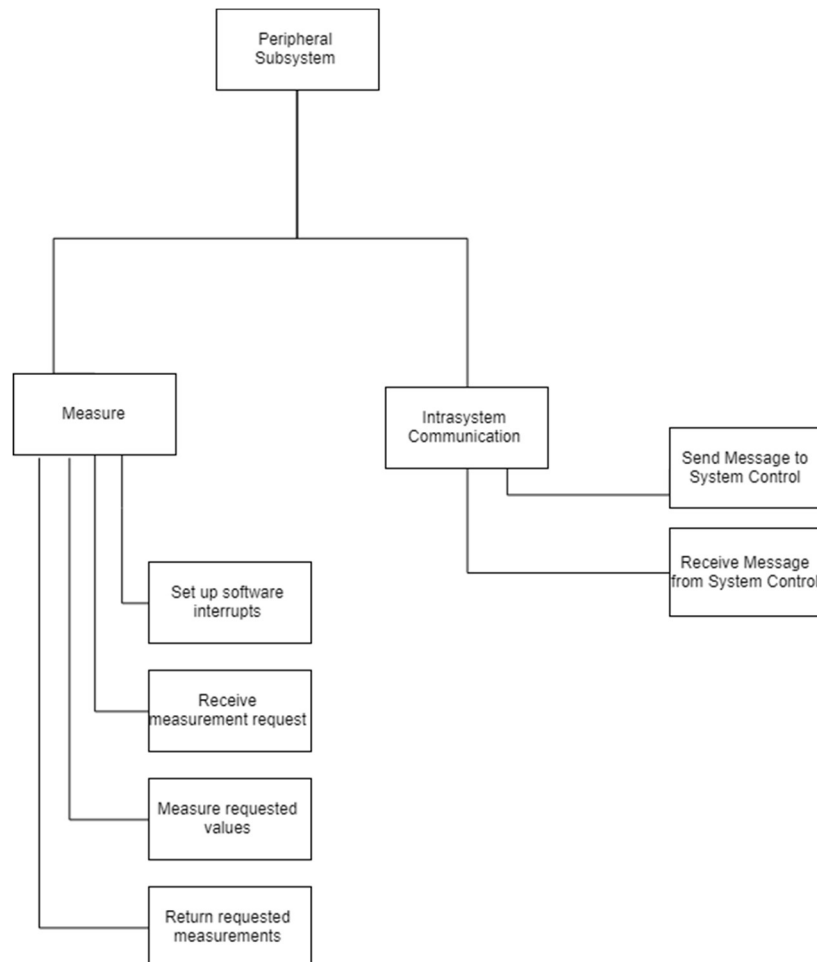 Peripheral
Subsystem
Measure
Intrasystem
Communication
Send Message to
System Control
Receive Message
from System Control
Set up software
interrupts
Receive
measurement request
Measure requested
values
Return requested
measurements